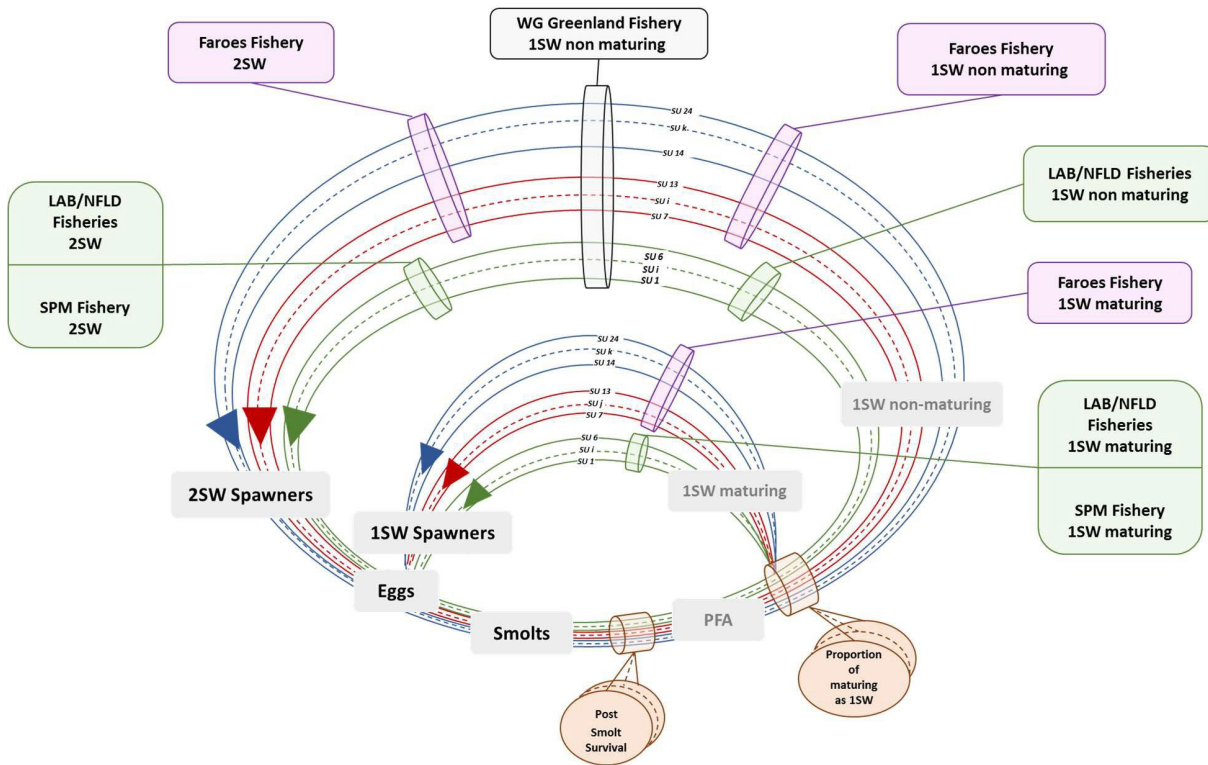 WG Greenland Fishery
1SW non maturing
Faroes Fishery
2SW
Faroes Fishery
1SW non maturing
LAB/NFLD Fisheries
1SW non maturing
LAB/NFLD
Fisheries
2SW
SPM Fishery
2SW
Faroes Fishery
1SW maturing
LAB/NFLD
Fisheries
1SW maturing
SPM Fishery
1SW maturing
SU 24
SU k
SU 14
SU 13
SU i
SU 7
SU 6
SU i
SU 1
SU 24
SU k
SU 14
SU 13
SU j
SU 7
SU 6
SU i
SU 1
1SW non-maturing
1SW maturing
2SW Spawners
1SW Spawners
Eggs
Smolts
PFA
Proportion
of
maturing
as 1SW
Post
Smolt
Survival